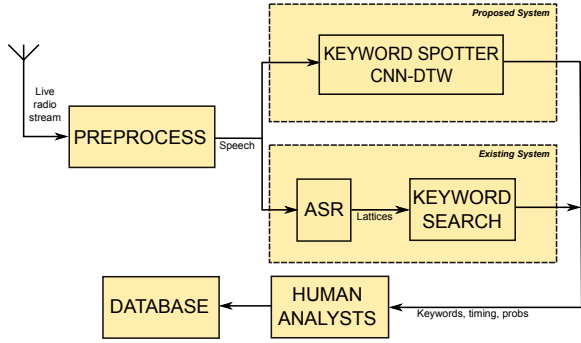 Proposed System
KEYWORD SPOTTER
CNN-DTW
Live
radio
stream
PREPROCESS
Speech
Existing System
ASR
Lattices
KEYWORD
SEARCH
DATABASE
HUMAN
ANALYSTS
Keywords, timing, probs